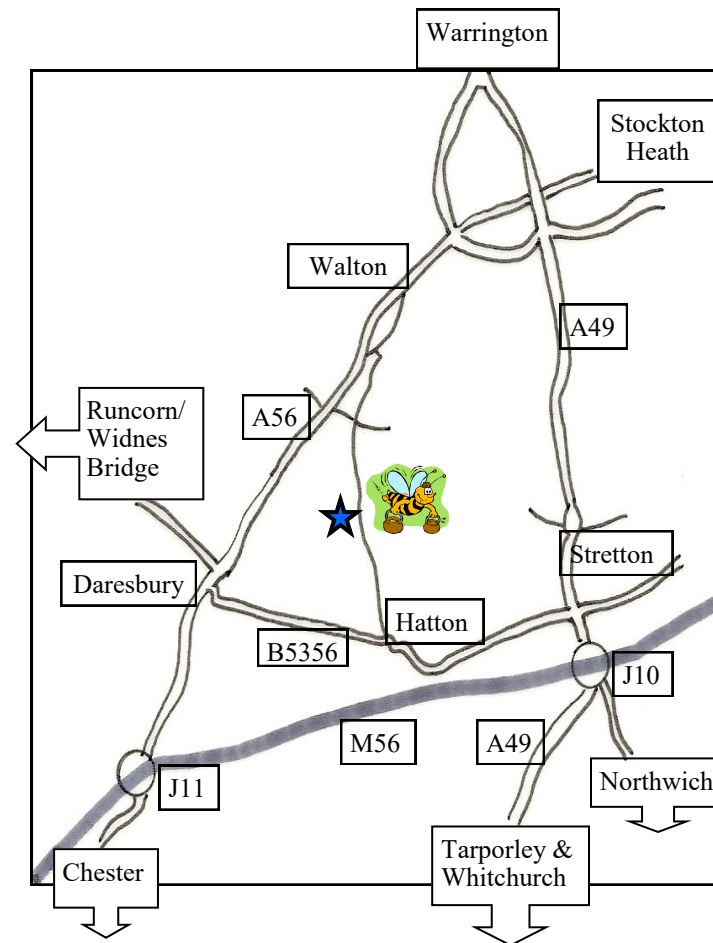 Warrington
Stockton
Heath
Walton
A49
Runcorn/
Widnes
Bridge
A56
Stretton
Daresbury
Hatton
B5356
J10
M56
A49
J11
Northwich
Tarporley &
Whitchurch
Chester